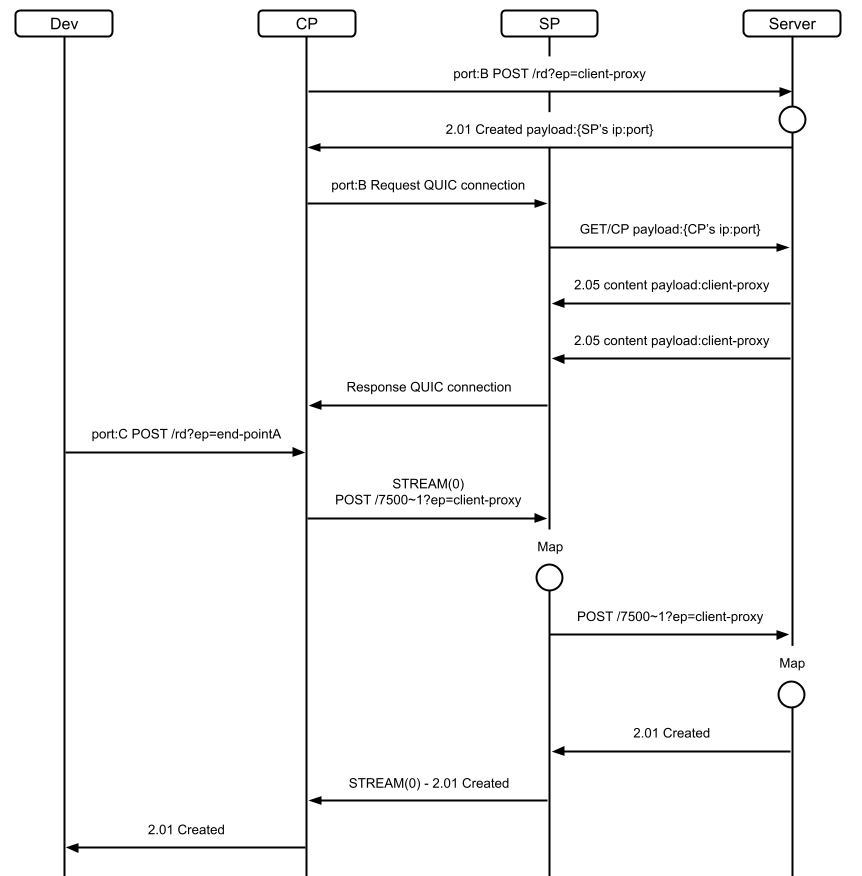 Dev
CP
SP
Server
port:B POST /rd?ep=client-proxy
2.01 Created payload:{SP's ip:port}
port:B Request QUIC connection
GET/CP payload:{CP's ip:port}
2.05 content payload:client-proxy
2.05 content payload:client-proxy
Response QUIC connection
port:C POST /rd?ep=end-pointA
STREAM(0)
POST /7500~1?ep=client-proxy
Map
POST /7500~1?ep=client-proxy
Map
2.01 Created
STREAM(0) - 2.01 Created
2.01 Created